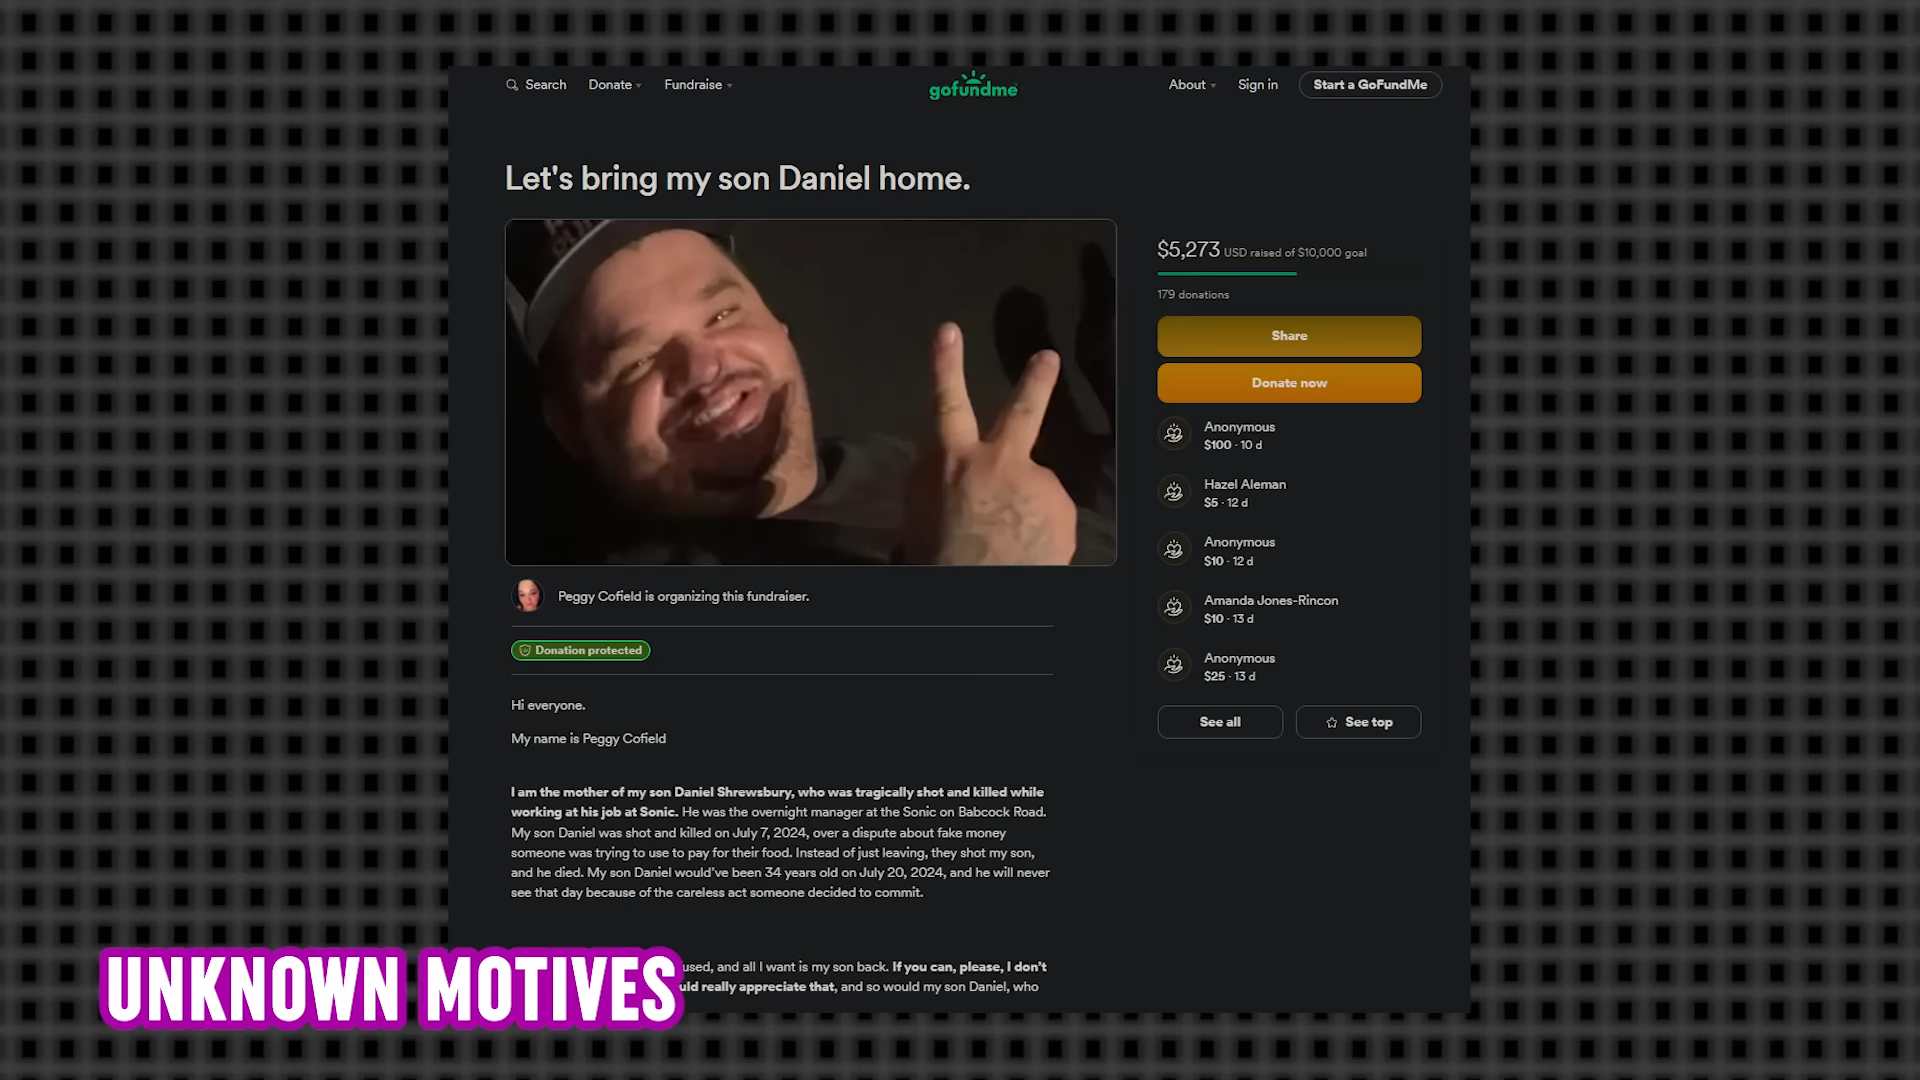 Search Donate Fundraise gofundme About Sign in Start a GoFundMe
Let's bring my son Daniel home.
$5,273 USD raised of $10,000 goal
179 donations
Share
Donate now
Anonymous
$100 · 10 d
Hazel Aleman
$5 · 12 d
Anonymous
$10 · 12 d
Amanda Jones-Rincon
$10 · 13 d
Anonymous
$25 · 13 d
See all See top
Peggy Cofield is organizing this fundraiser.
Donation protected
Hi everyone.
My name is Peggy Cofield
I am the mother of my son Daniel Shrewsbury, who was tragically shot and killed while
working at his job at Sonic. He was the overnight manager at the Sonic on Babcock Road.
My son Daniel was shot and killed on July 7, 2024, over a dispute about fake money
someone was trying to use to pay for their food. Instead of just leaving, they shot my son,
and he died. My son Daniel would've been 34 years old on July 20, 2024, and he will never
see that day because of the careless act someone decided to commit.
used, and all I want is my son back. If you can, please, I don't
uld really appreciate that, and so would my son Daniel, who
UNKNOWN MOTIVES